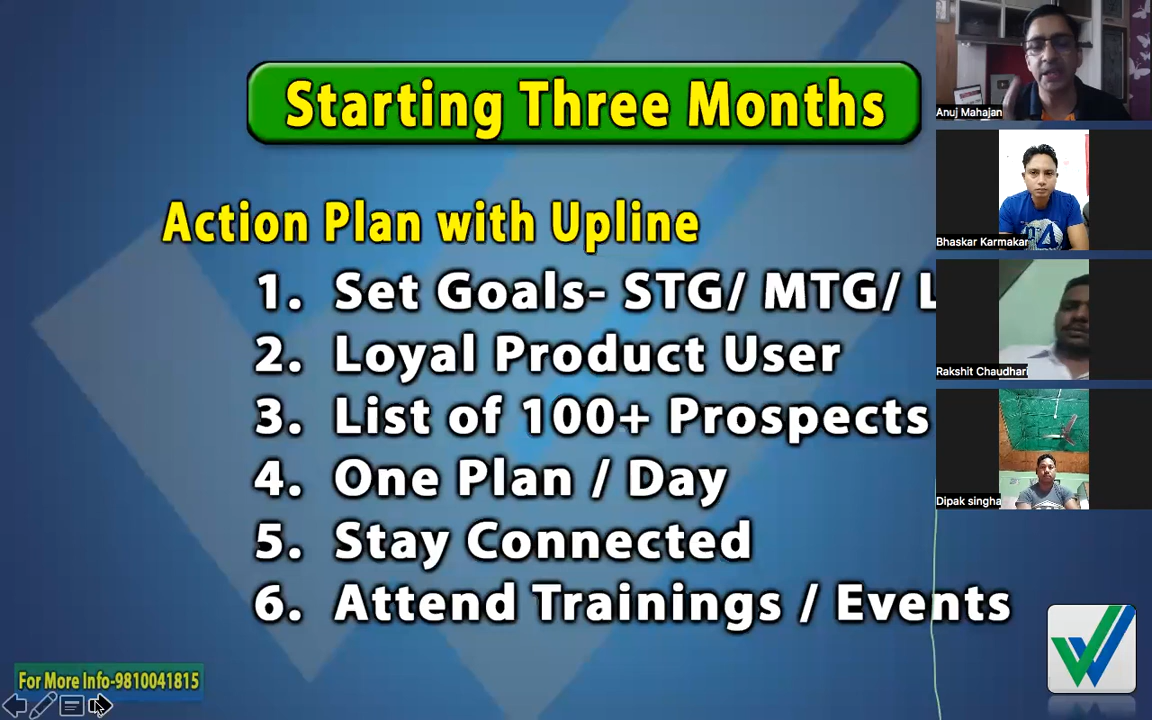 Starting Three Months
Action Plan with Upline
1. Set Goals- STG/ MTG/ L
2. Loyal Product User
3. List of 100+ Prospects
4. One Plan / Day
5. Stay Connected
6. Attend Trainings / Events
For More Info-9810041815
Anuj Mahajan
Bhaskar Karmakar
Rakshit Chaudhari
Dipak singha